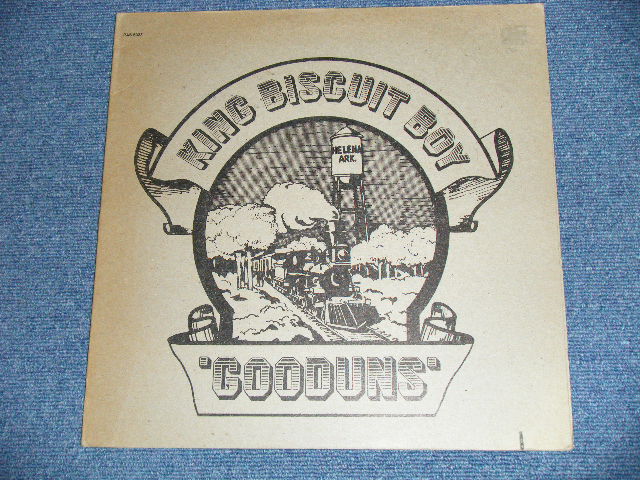 KING BISCUIT BOY
HELENA
ARK.
'GOODUNS'